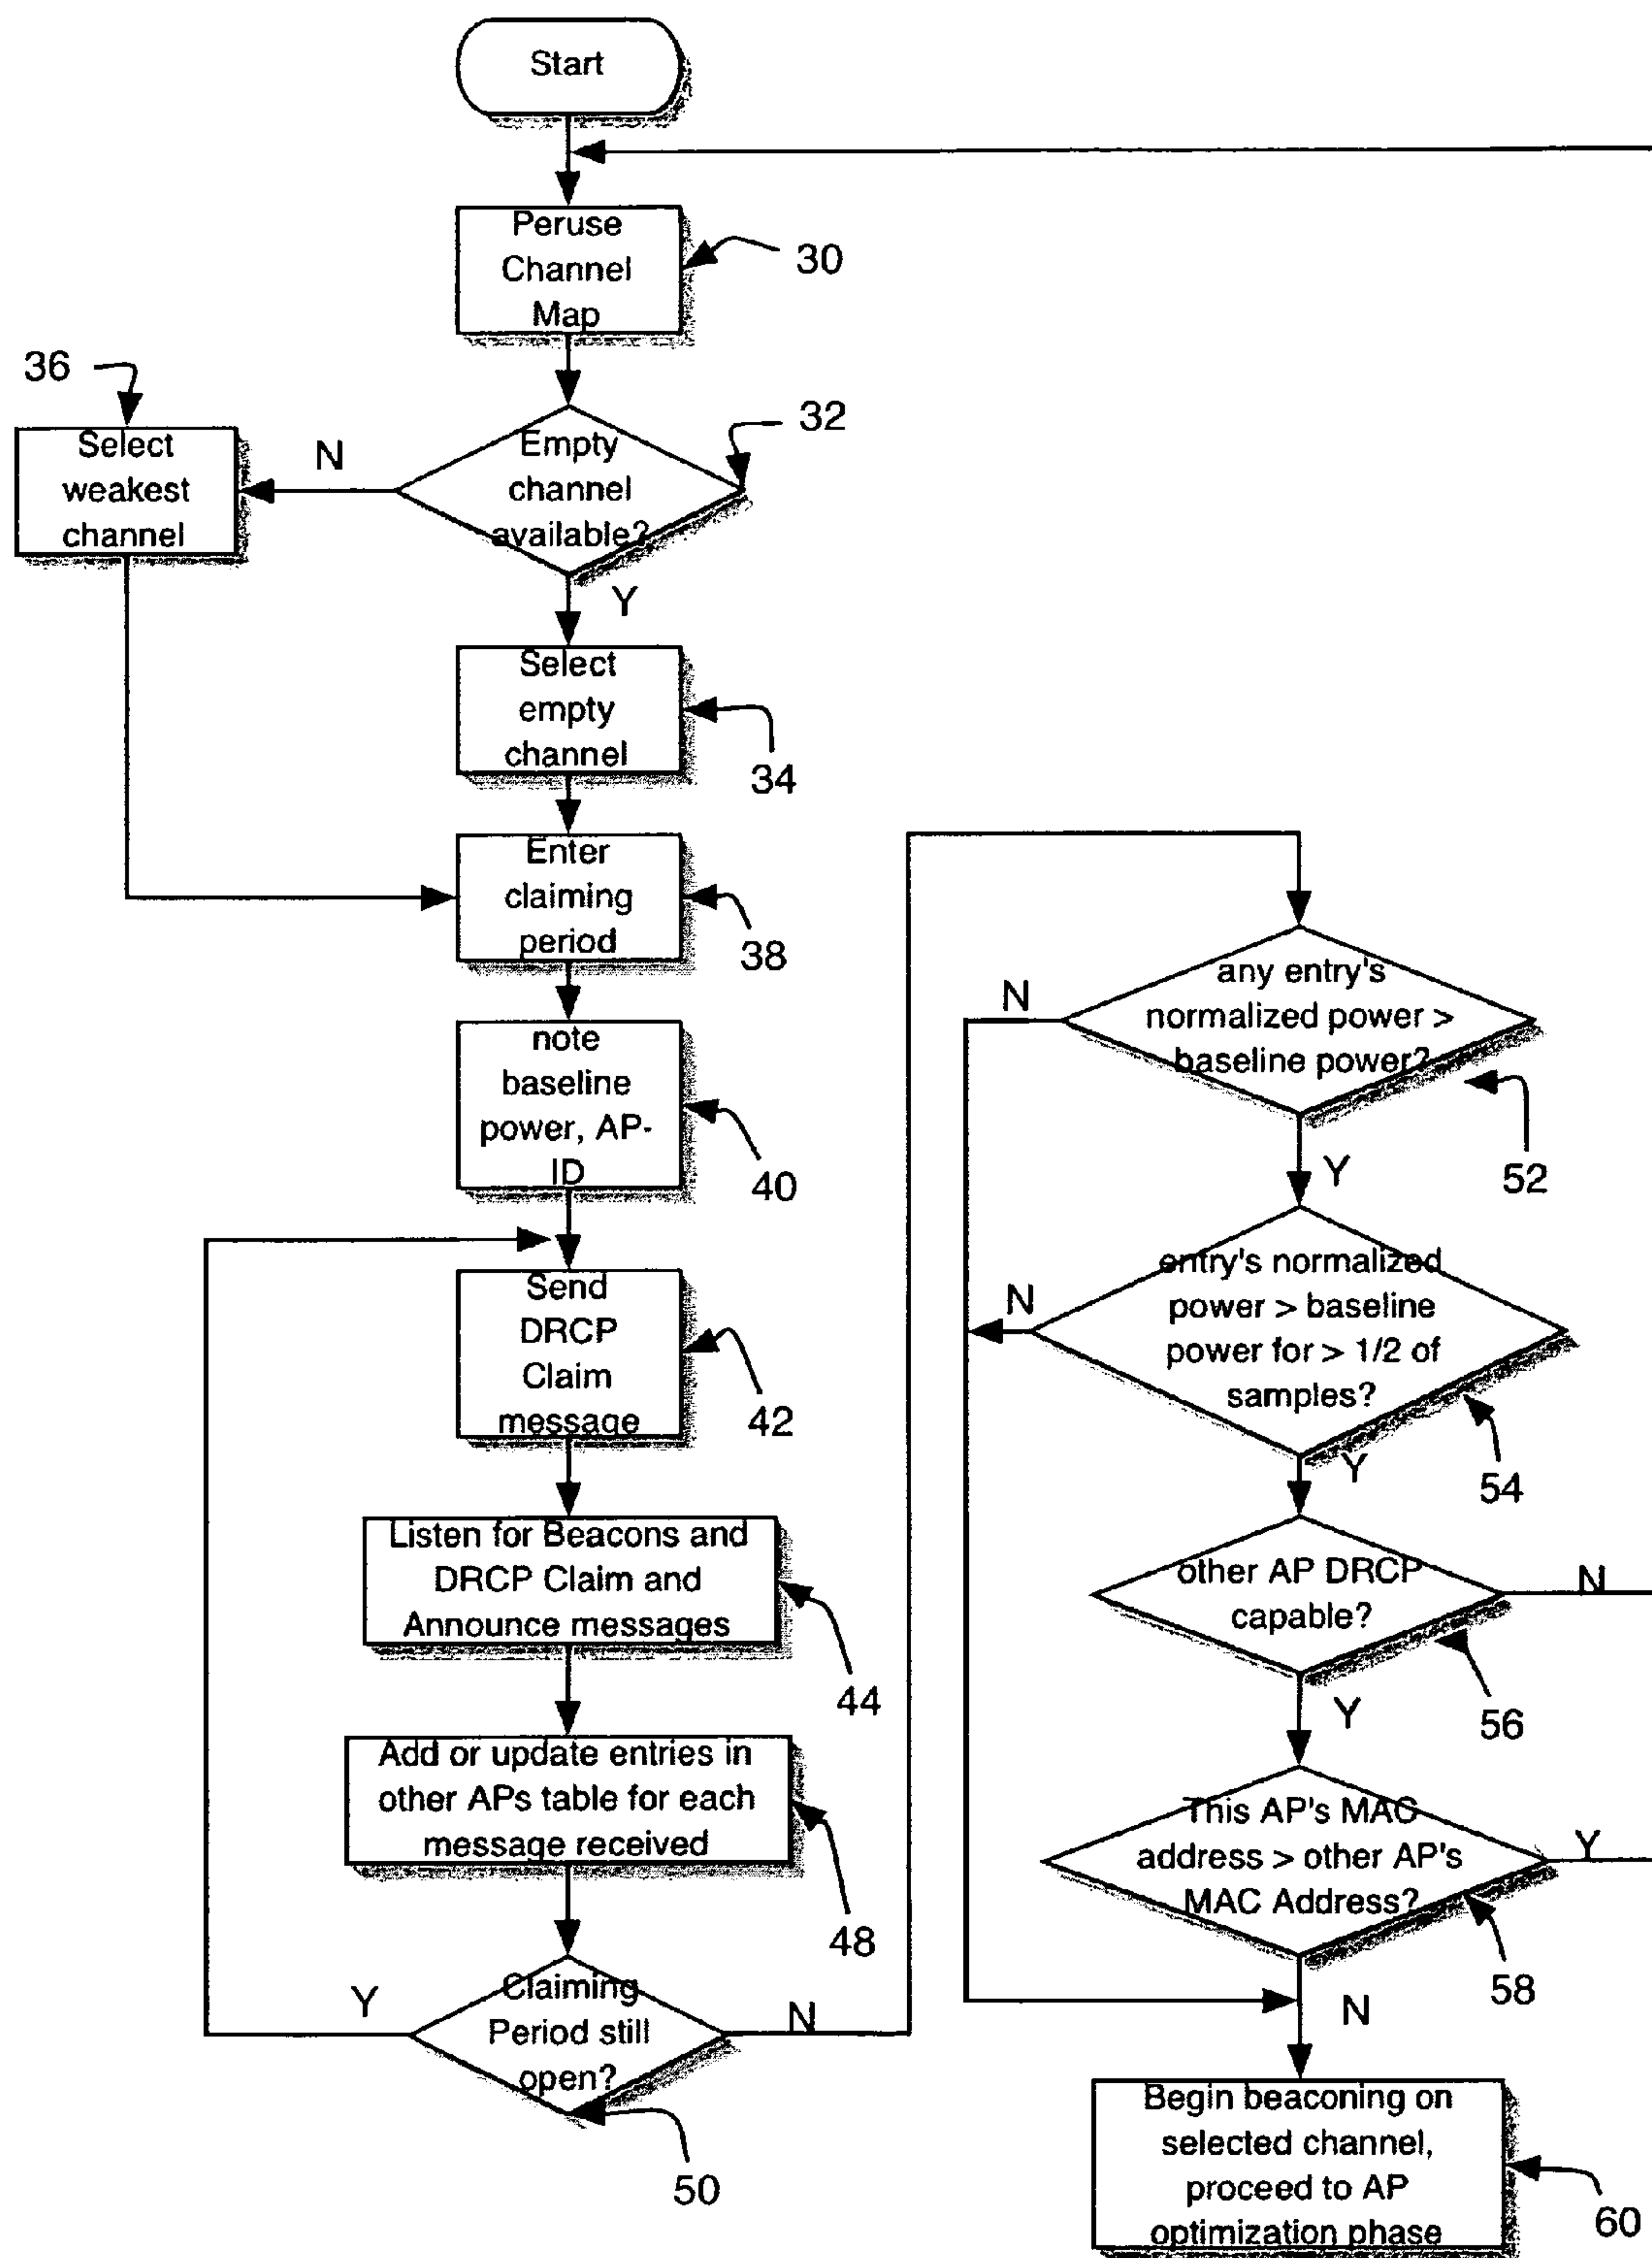 Start
Peruse
Channel
Map
30
36
Select
weakest
channel
N
Empty
channel
available?
32
Y
Select
empty
channel
34
Enter
claiming
period
38
note
baseline
power, AP-
ID
40
Send
DRCP
Claim
message
42
Listen for Beacons and
DRCP Claim and
Announce messages
44
Add or update entries in
other APs table for each
message received
48
Y
Claiming
Period still
open?
N
50
N
any entry's
normalized power >
baseline power?
52
Y
N
entry's normalized
power > baseline
power for > 1/2 of
samples?
54
Y
other AP DRCP
capable?
N
56
Y
This AP's MAC
address > other AP's
MAC Address?
Y
58
N
Begin beaconing on
selected channel,
proceed to AP
optimization phase
60